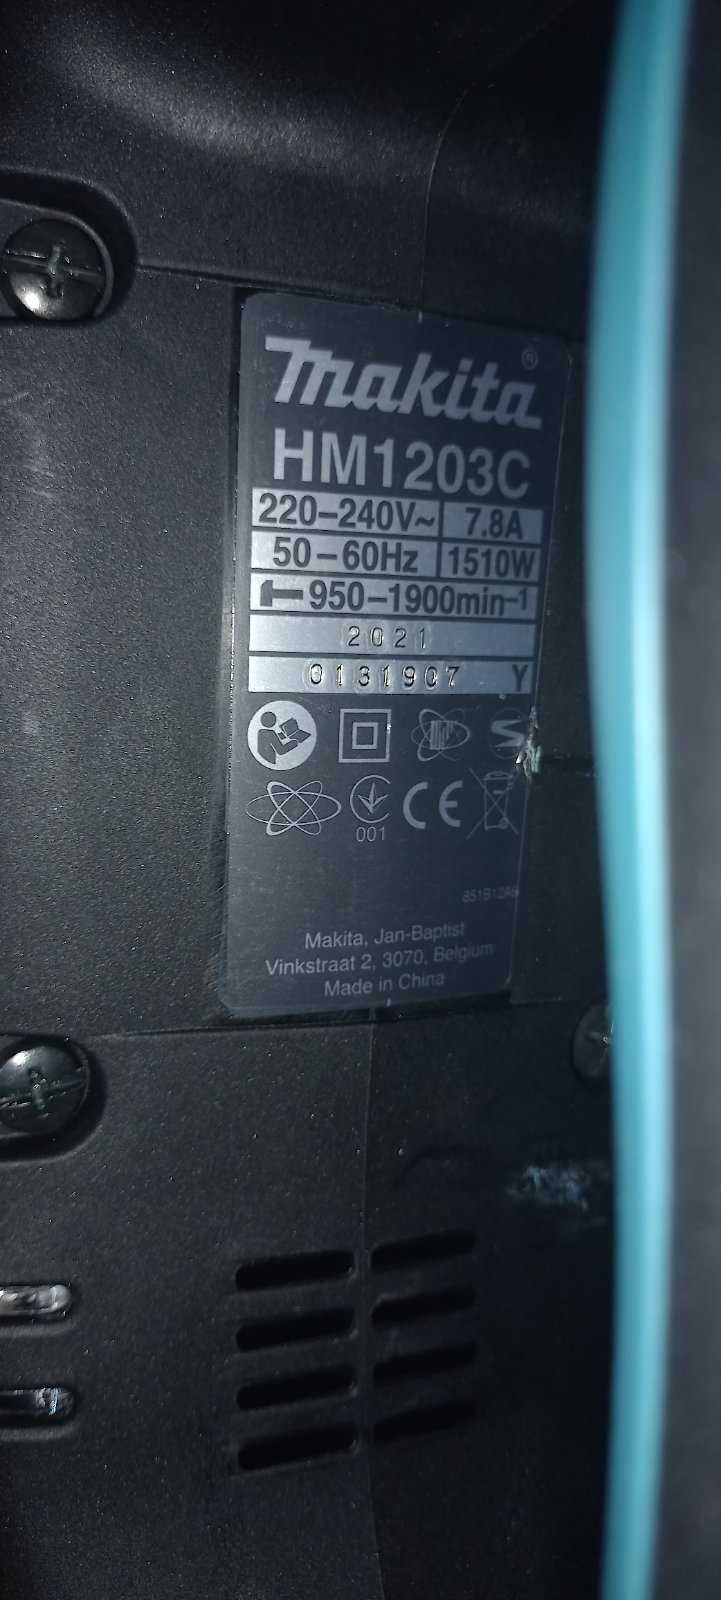 makita®
HM1203C
220–240V~ 7.8A
50–60Hz 1510W
950–1900min⁻¹
2021
0131907 Y
001
CE
Makita, Jan-Baptist
Vinkstraat 2, 3070, Belgium
Made in China